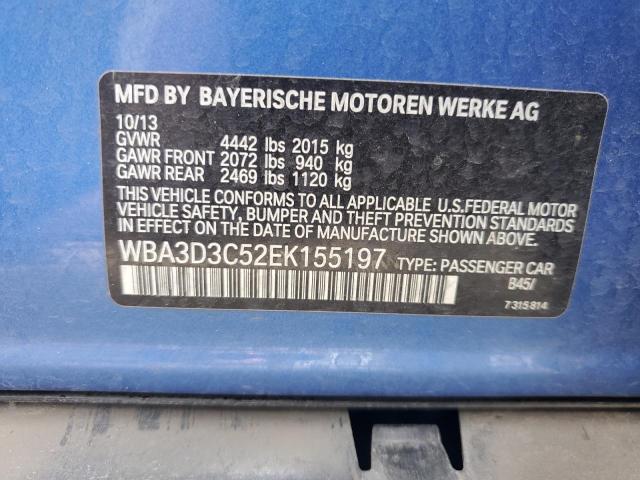 MFD BY BAYERISCHE MOTOREN WERKE AG
10/13
GVWR 4442 lbs 2015 kg
GAWR FRONT 2072 lbs 940 kg
GAWR REAR 2469 lbs 1120 kg
THIS VEHICLE CONFORMS TO ALL APPLICABLE U.S.FEDERAL MOTOR
VEHICLE SAFETY, BUMPER AND THEFT PREVENTION STANDARDS
IN EFFECT ON THE DATE OF MANUFACTURE SHOWN ABOVE.
WBA3D3C52EK155197 TYPE: PASSENGER CAR
B45/
7315814